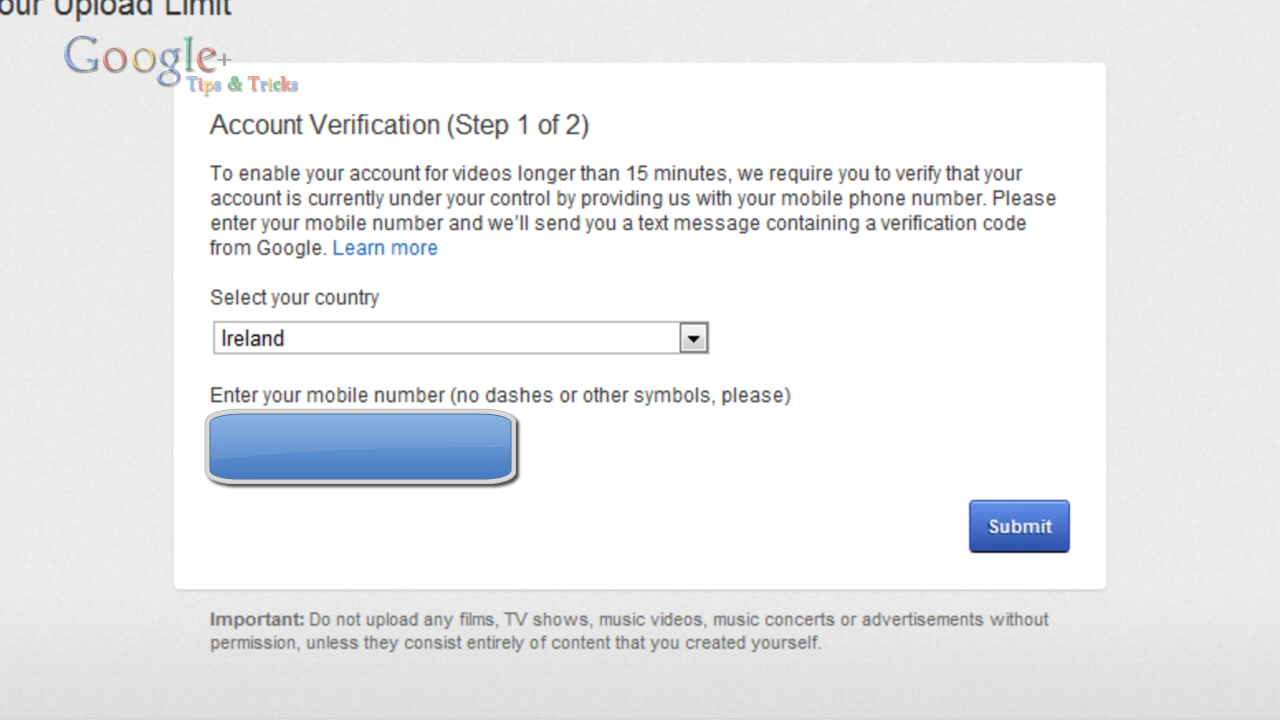 our Upload Limit
Google+
Tips & Tricks
Account Verification (Step 1 of 2)
To enable your account for videos longer than 15 minutes, we require you to verify that your
account is currently under your control by providing us with your mobile phone number. Please
enter your mobile number and we'll send you a text message containing a verification code
from Google. Learn more
Select your country
Ireland
Enter your mobile number (no dashes or other symbols, please)
Submit
Important: Do not upload any films, TV shows, music videos, music concerts or advertisements without
permission, unless they consist entirely of content that you created yourself.